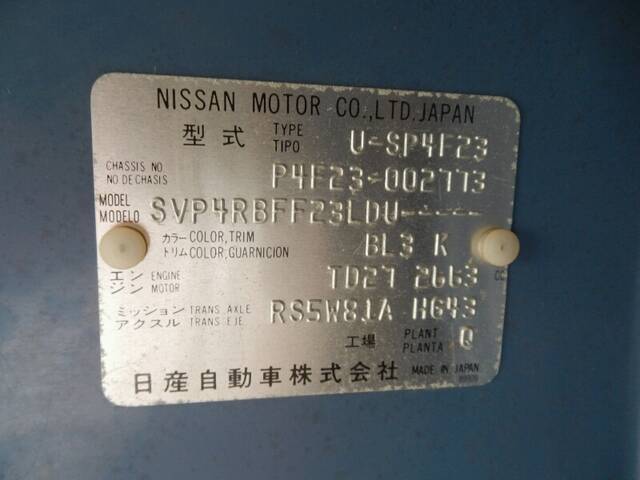 NISSAN MOTOR CO.,LTD.JAPAN
型式 TYPE TIPO U-SP4F23
CHASSIS NO NO DE CHASIS P4F23-002773
MODEL MODELO SVP4RBFF23LDU-----
カラー トリム COLOR,TRIM COLOR,GUARNICION BL3 K
エンジン ENGINE MOTOR TD27 2663 CC
ミッション アクスル TRANS. AXLE TRANS. EJE RS5W81A HG43
工場 PLANT PLANTA Q
日産自動車株式会社 MADE IN JAPAN